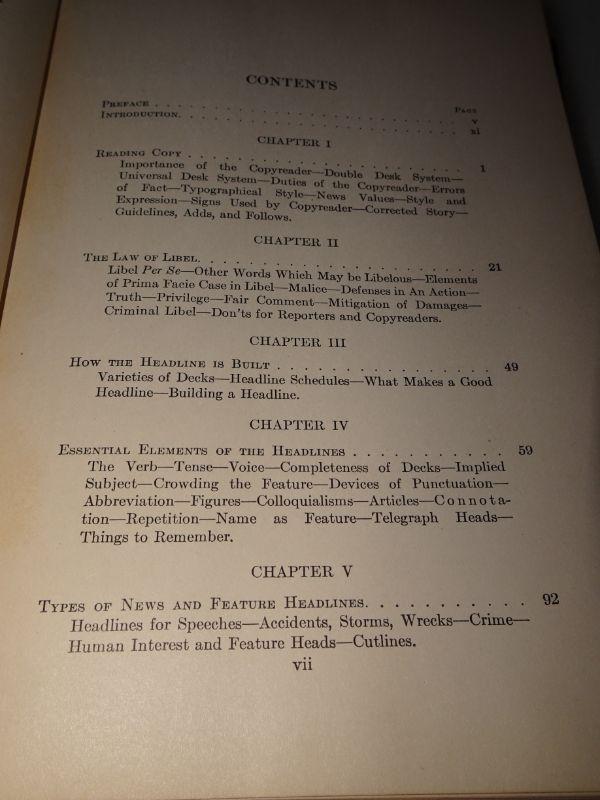 CONTENTS
PAGE
PREFACE . . . . . . . . . . . . . . . . . . . . . . v
INTRODUCTION. . . . . . . . . . . . . . . . . . . . xi
CHAPTER I
READING COPY . . . . . . . . . . . . . . . . . . . . 1
Importance of the Copyreader—Double Desk System—
Universal Desk System—Duties of the Copyreader—Errors
of Fact—Typographical Style—News Values—Style and
Expression—Signs Used by Copyreader—Corrected Story—
Guidelines, Adds, and Follows.
CHAPTER II
THE LAW OF LIBEL. . . . . . . . . . . . . . . . . . . 21
Libel Per Se—Other Words Which May be Libelous—Elements
of Prima Facie Case in Libel—Malice—Defenses in An Action—
Truth—Privilege—Fair Comment—Mitigation of Damages—
Criminal Libel—Don'ts for Reporters and Copyreaders.
CHAPTER III
HOW THE HEADLINE IS BUILT . . . . . . . . . . . . . . 49
Varieties of Decks—Headline Schedules—What Makes a Good
Headline—Building a Headline.
CHAPTER IV
ESSENTIAL ELEMENTS OF THE HEADLINES . . . . . . . . . . . 59
The Verb—Tense—Voice—Completeness of Decks—Implied
Subject—Crowding the Feature—Devices of Punctuation—
Abbreviation—Figures—Colloquialisms—Articles—Connota-
tion—Repetition—Name as Feature—Telegraph Heads—
Things to Remember.
CHAPTER V
TYPES OF NEWS AND FEATURE HEADLINES. . . . . . . . . . . 92
Headlines for Speeches—Accidents, Storms, Wrecks—Crime—
Human Interest and Feature Heads—Cutlines.
vii